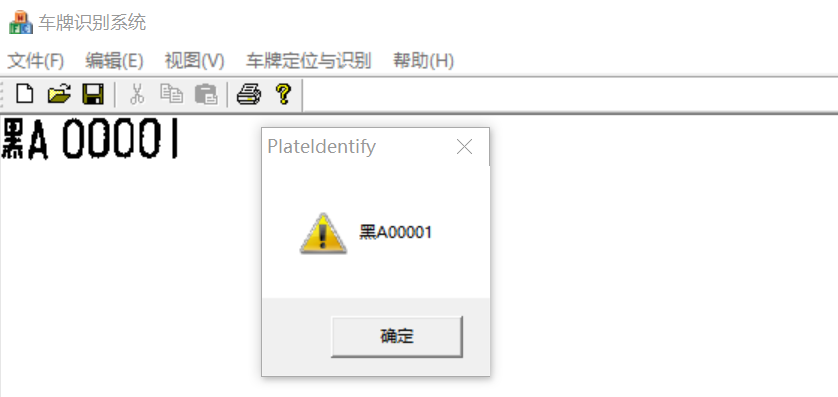 车牌识别系统
文件(F) 编辑(E) 视图(V) 车牌定位与识别 帮助(H)
黑A 00001
PlateIdentify
黑A00001
确定